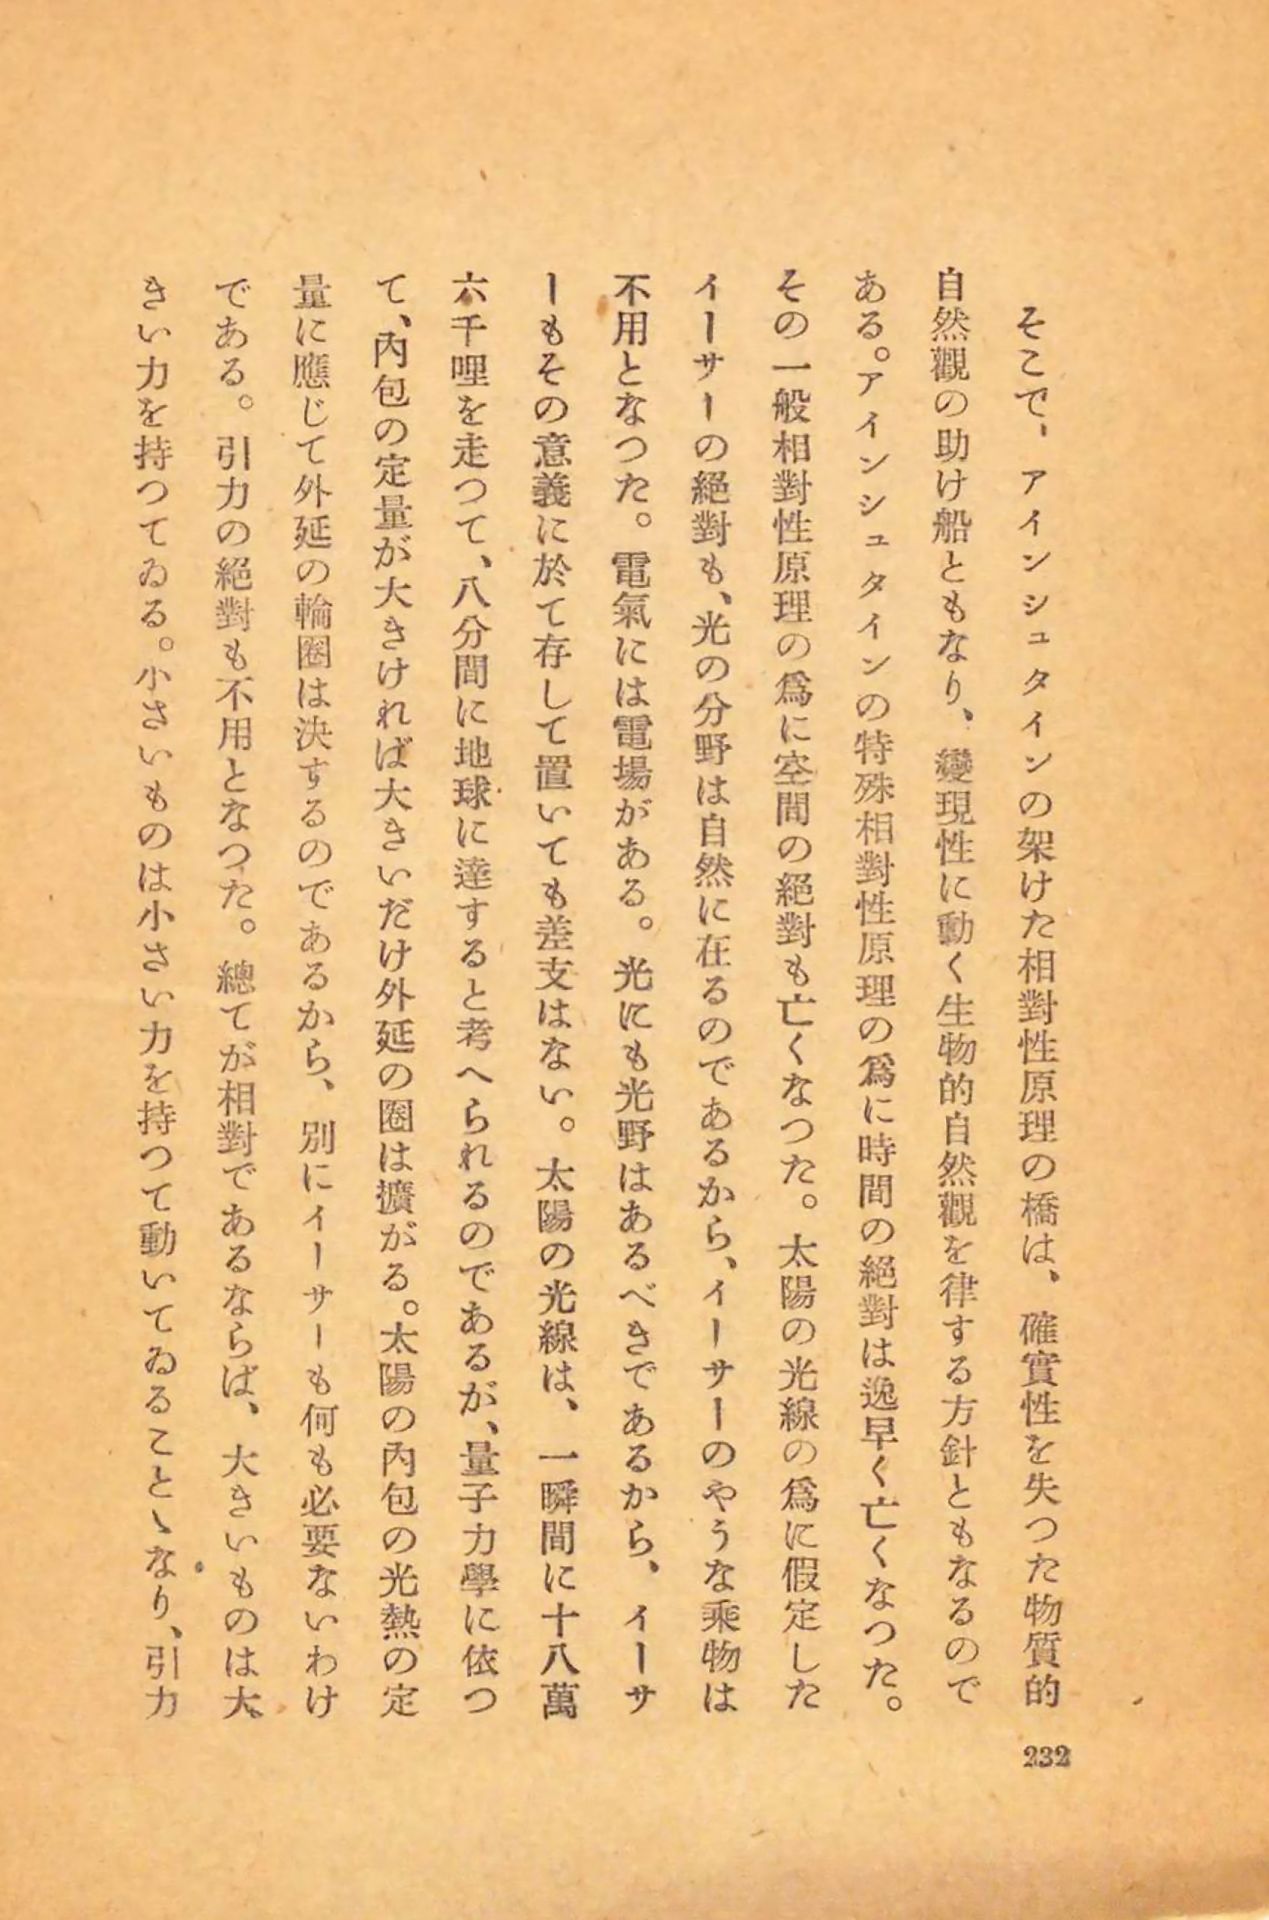 そこで、アインシュタインの架けた相對性原理の橋は、確實性を失つた物質的
自然觀の助け船ともなり、變現性に動く生物的自然觀を律する方針ともなるので
ある。アインシュタインの特殊相對性原理の爲に時間の絕對は逸早く亡くなつた。
その一般相對性原理の爲に空間の絕對も亡くなつた。太陽の光線の爲に假定した
イーサーの絕對も、光の分野は自然に在るのであるから、イーサーのやうな乘物は
不用となつた。電氣には電場がある。光にも光野はあるべきであるから、イーサ
ーもその意義に於て存して置いても差支はない。太陽の光線は、一瞬間に十八萬
六千哩を走つて、八分間に地球に達すると考へられるのであるが、量子力學に依つ
て、內包の定量が大きければ大きいだけ外延の圈は擴がる。太陽の內包の光熱の定
量に應じて外延の輪圈は決するのであるから、別にイーサーも何も必要ないわけ
である。引力の絕對も不用となつた。總てが相對であるならば、大きいものは大
きい力を持つてゐる。小さいものは小さい力を持つて動いてゐることゝなり、引力
232